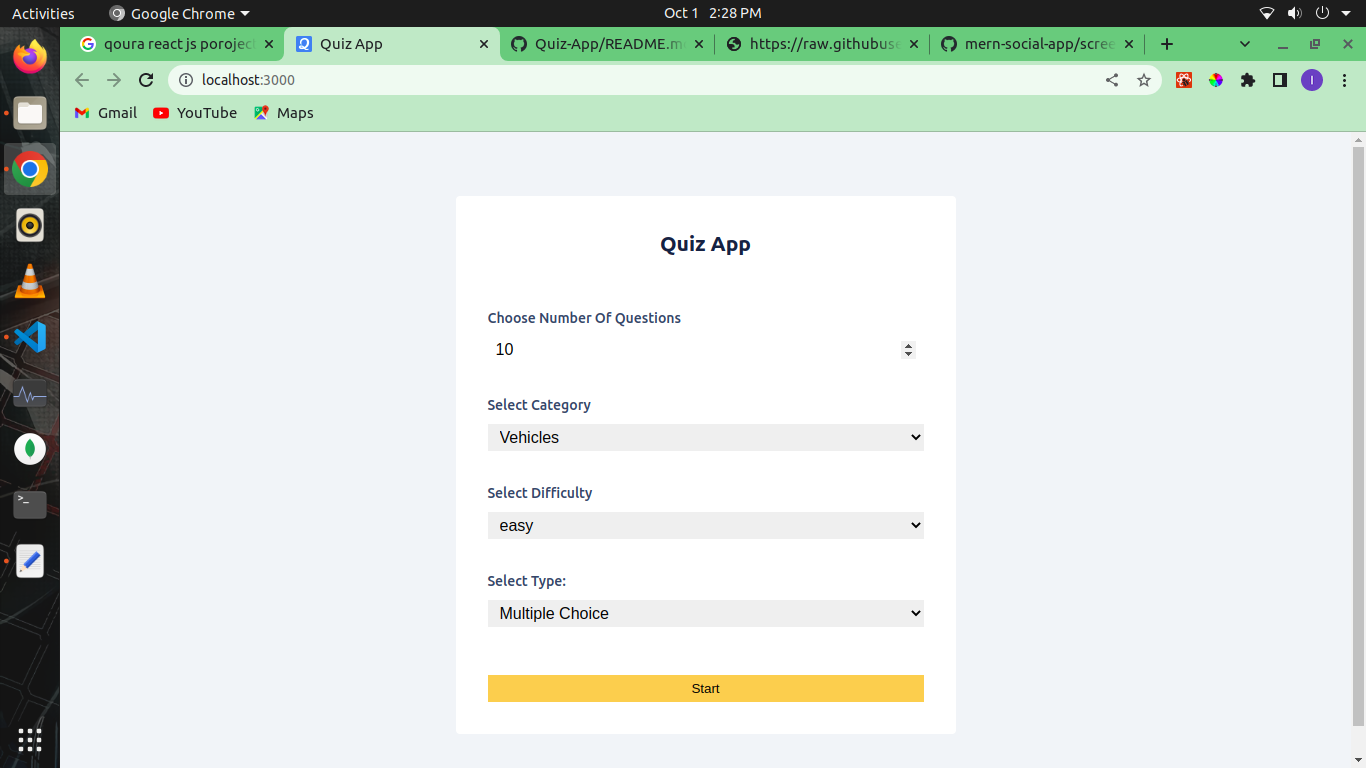 Activities Google Chrome Oct 1 2:28 PM
qoura react js poroject Quiz App Quiz-App/README.m https://raw.githubuse mern-social-app/scree
localhost:3000
I
Gmail YouTube Maps
Quiz App
Choose Number Of Questions
10
Select Category
Vehicles
Select Difficulty
easy
Select Type:
Multiple Choice
Start